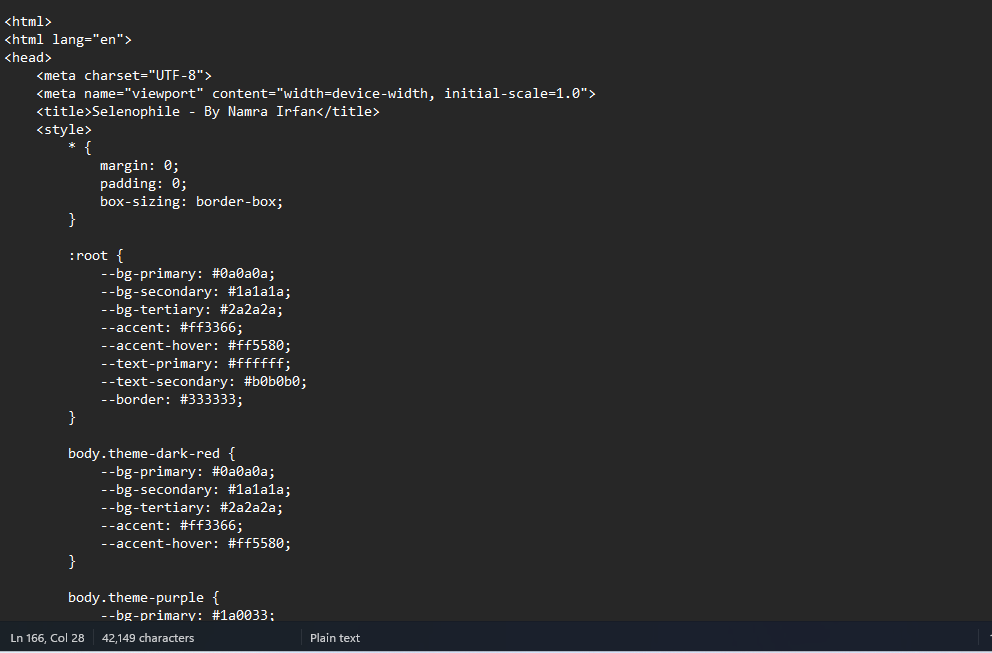 <html>
<html lang="en">
<head>
    <meta charset="UTF-8">
    <meta name="viewport" content="width=device-width, initial-scale=1.0">
    <title>Selenophile - By Namra Irfan</title>
    <style>
        * {
            margin: 0;
            padding: 0;
            box-sizing: border-box;
        }

        :root {
            --bg-primary: #0a0a0a;
            --bg-secondary: #1a1a1a;
            --bg-tertiary: #2a2a2a;
            --accent: #ff3366;
            --accent-hover: #ff5580;
            --text-primary: #ffffff;
            --text-secondary: #b0b0b0;
            --border: #333333;
        }

        body.theme-dark-red {
            --bg-primary: #0a0a0a;
            --bg-secondary: #1a1a1a;
            --bg-tertiary: #2a2a2a;
            --accent: #ff3366;
            --accent-hover: #ff5580;
        }

        body.theme-purple {
            --bg-primary: #1a0033;
Ln 166, Col 28 42,149 characters Plain text